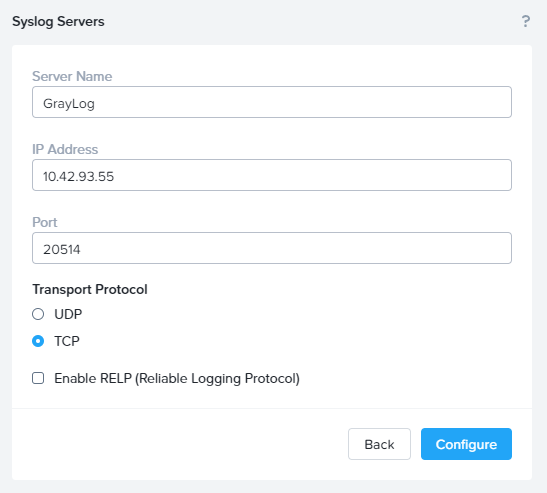 Syslog Servers ?
Server Name
GrayLog
IP Address
10.42.93.55
Port
20514
Transport Protocol
UDP
TCP
Enable RELP (Reliable Logging Protocol)
Back Configure